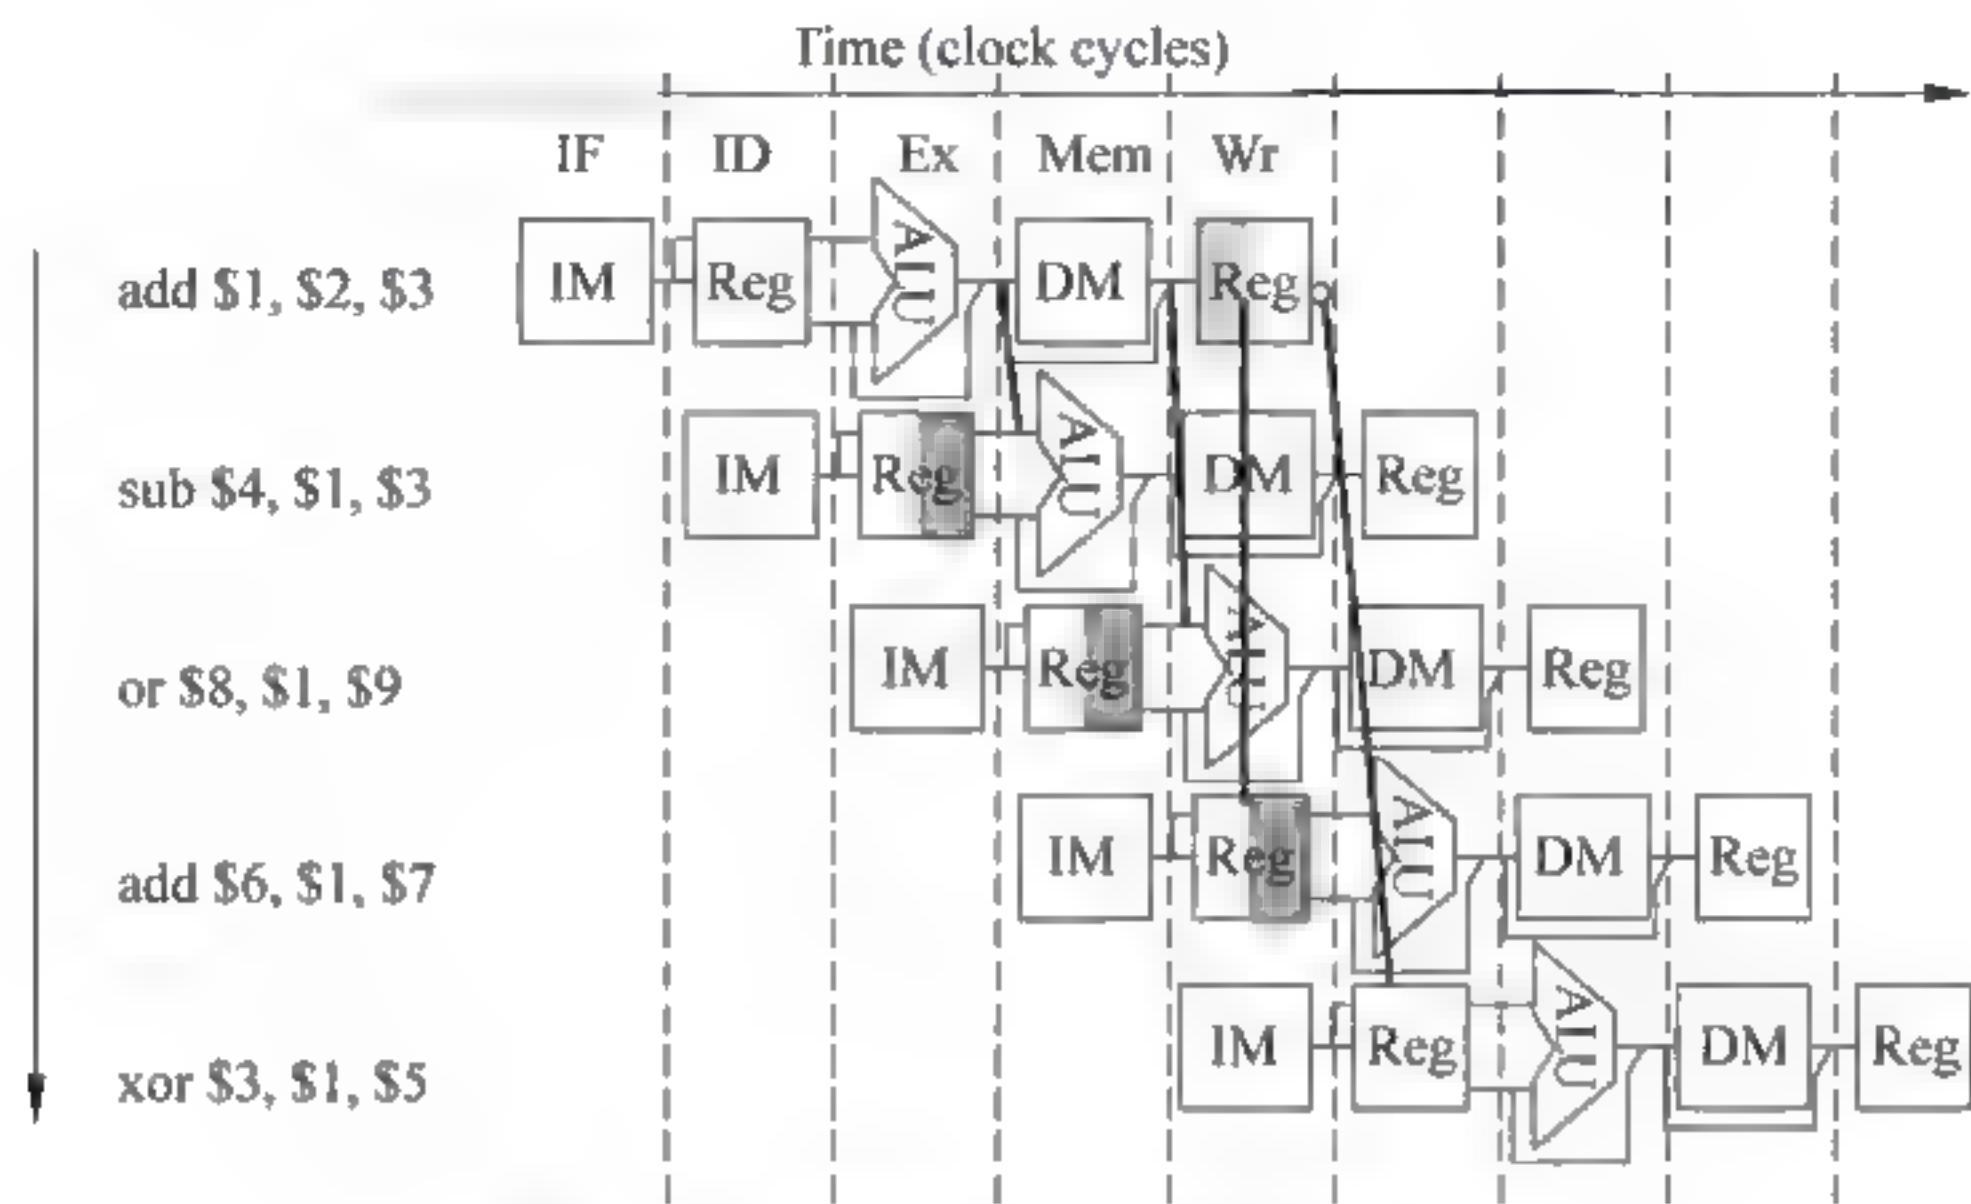 Time (clock cycles)
IF ID Ex Mem Wr
add $1, $2, $3 IM Reg ALU DM Reg
sub $4, $1, $3 IM Reg ALU DM Reg
or $8, $1, $9 IM Reg ALU DM Reg
add $6, $1, $7 IM Reg ALU DM Reg
xor $3, $1, $5 IM Reg ALU DM Reg